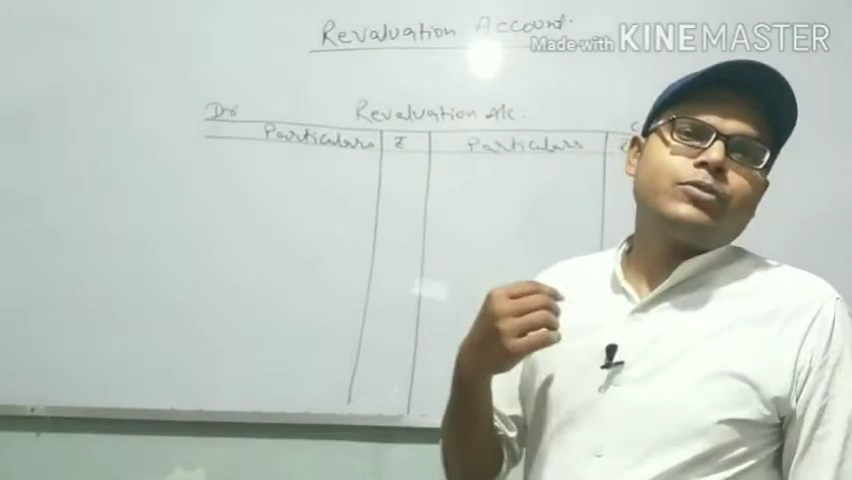 Revaluation Account.
Made with KINEMASTER
Dr Revaluation A/c. C
Particulars ₹ Particulars ₹